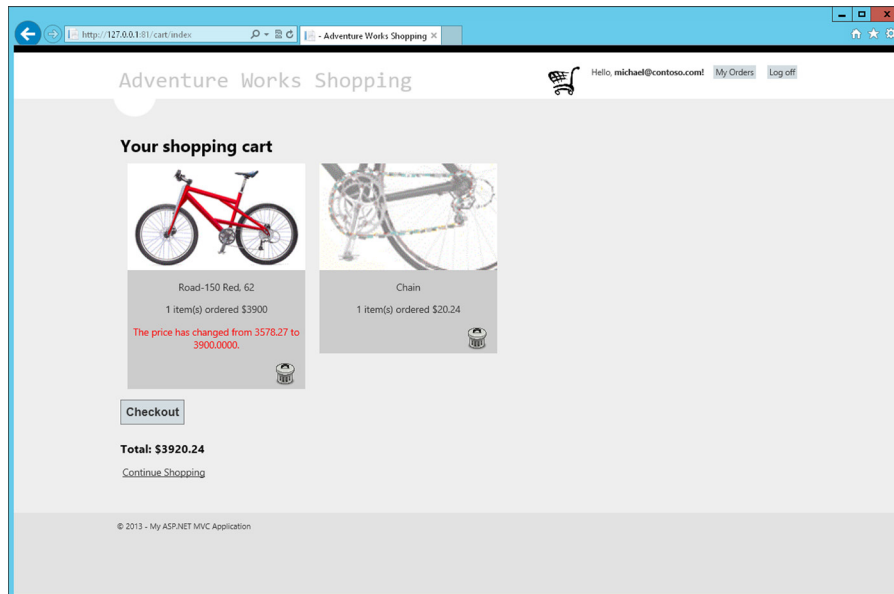 http://127.0.0.1:81/cart/index
- Adventure Works Shopping
Adventure Works Shopping
Hello, michael@contoso.com!
My Orders
Log off
Your shopping cart
Road-150 Red, 62
1 item(s) ordered $3900
The price has changed from 3578.27 to
3900.0000.
Chain
1 item(s) ordered $20.24
Checkout
Total: $3920.24
Continue Shopping
© 2013 - My ASP.NET MVC Application